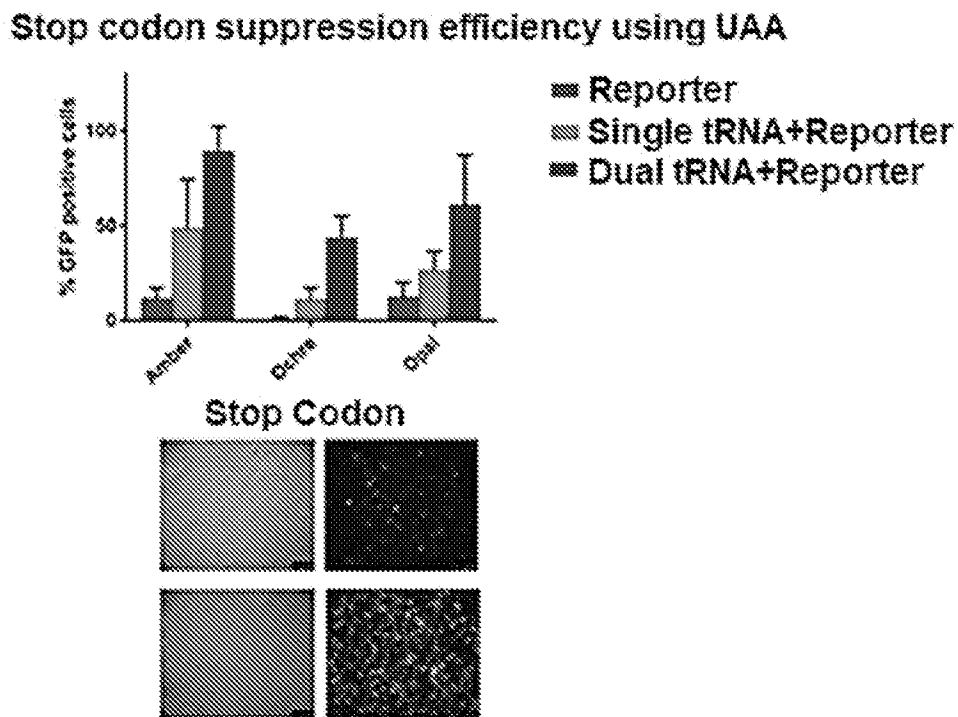 Stop codon suppression efficiency using UAA
Reporter
Single tRNA+Reporter
Dual tRNA+Reporter
% GFP positive cells
100
50
0
Amber
Ochre
Opal
Stop Codon